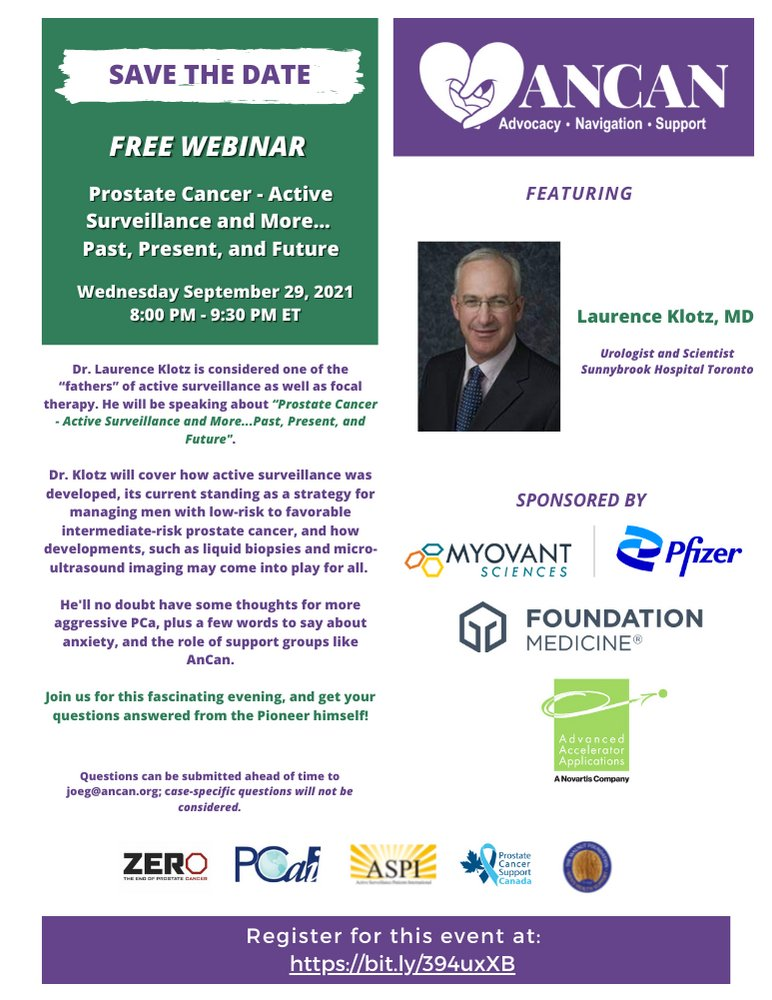 SAVE THE DATE
FREE WEBINAR
Prostate Cancer - Active
Surveillance and More...
Past, Present, and Future
Wednesday September 29, 2021
8:00 PM - 9:30 PM ET
Dr. Laurence Klotz is considered one of the
“fathers” of active surveillance as well as focal
therapy. He will be speaking about “Prostate Cancer
- Active Surveillance and More...Past, Present, and
Future".
Dr. Klotz will cover how active surveillance was
developed, its current standing as a strategy for
managing men with low-risk to favorable
intermediate-risk prostate cancer, and how
developments, such as liquid biopsies and micro-
ultrasound imaging may come into play for all.
He'll no doubt have some thoughts for more
aggressive PCa, plus a few words to say about
anxiety, and the role of support groups like
AnCan.
Join us for this fascinating evening, and get your
questions answered from the Pioneer himself!
Questions can be submitted ahead of time to
joeg@ancan.org; case-specific questions will not be
considered.
ANCAN
Advocacy • Navigation • Support
FEATURING
Laurence Klotz, MD
Urologist and Scientist
Sunnybrook Hospital Toronto
SPONSORED BY
MYOVANT
SCIENCES
Pfizer
FOUNDATION
MEDICINE®
Advanced
Accelerator
Applications
A Novartis Company
ZERO
THE END OF PROSTATE CANCER
PCai
ASPI
Active Surveillance Patients International
Prostate
Cancer
Support
Canada
Register for this event at:
https://bit.ly/394uxXB